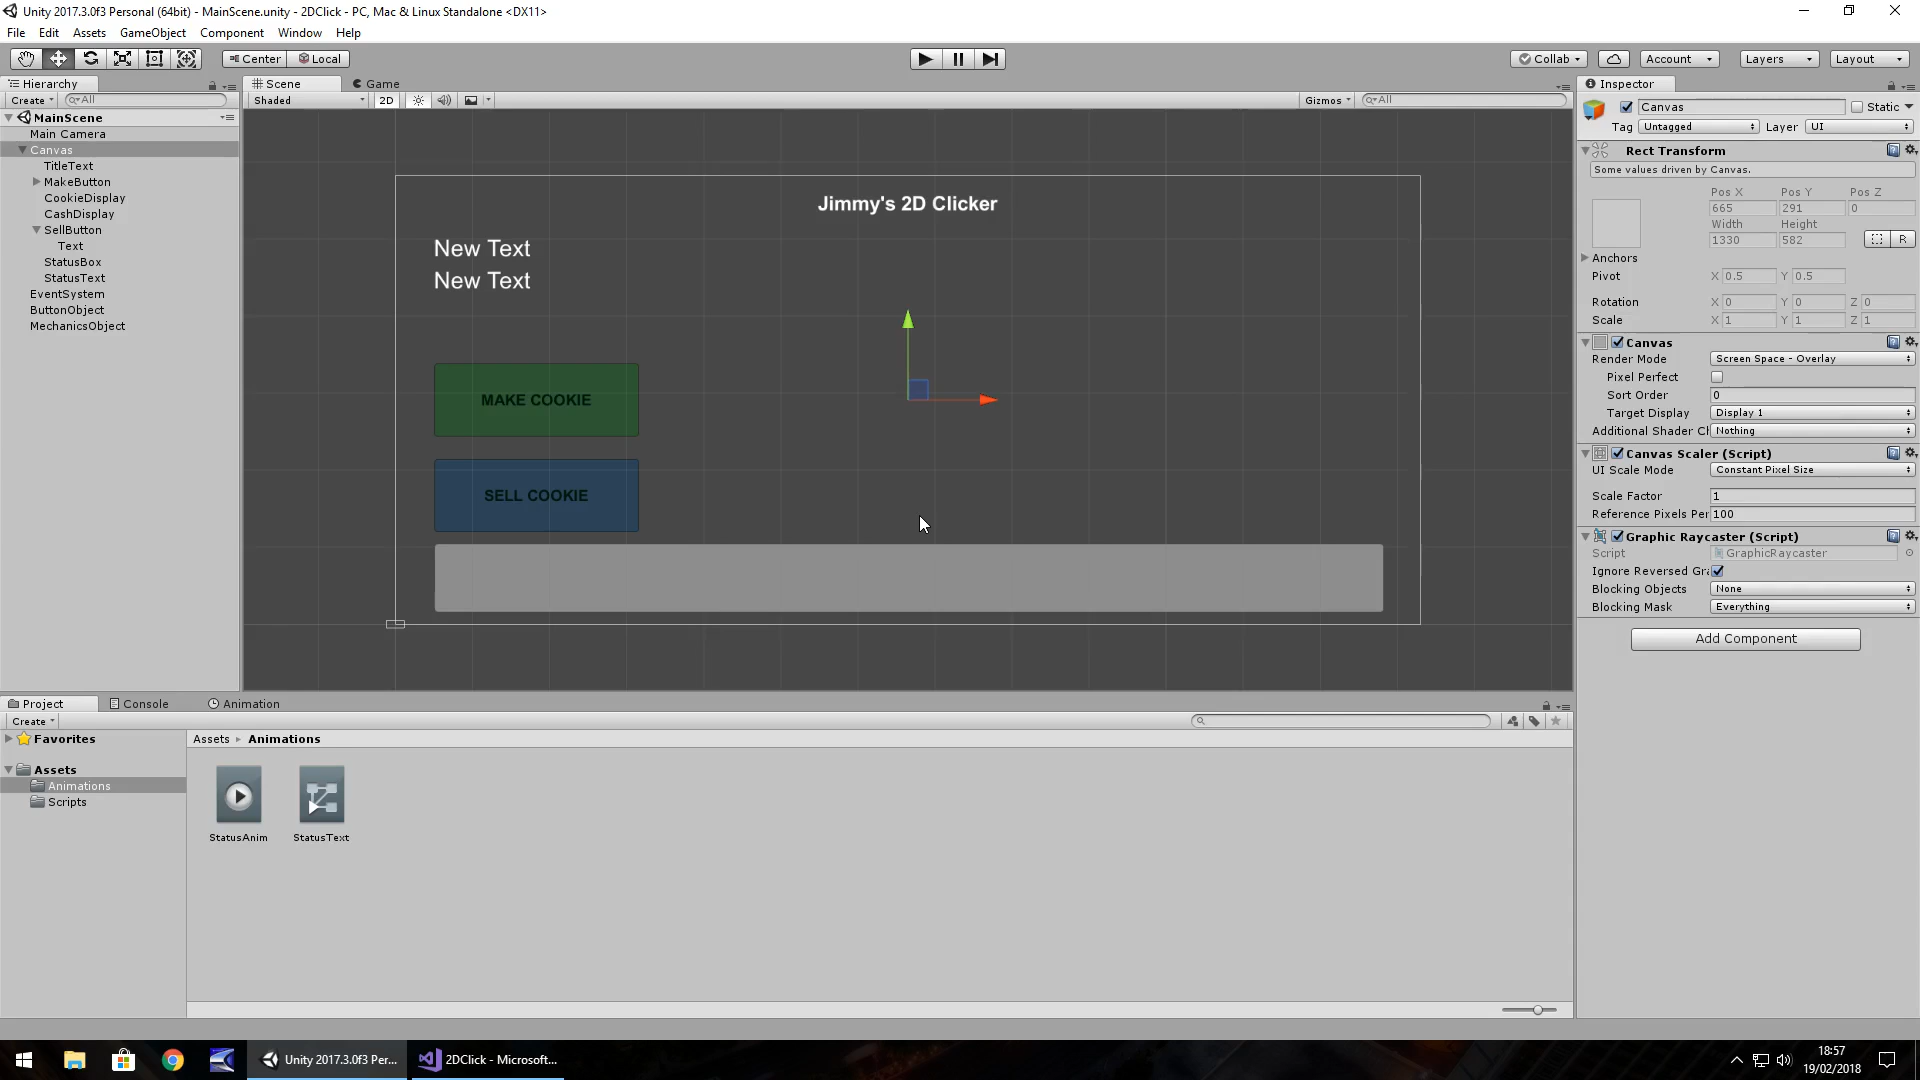 Unity 2017.3.0f3 Personal (64bit) - MainScene.unity - 2DClick - PC, Mac & Linux Standalone <DX11>
File Edit Assets GameObject Component Window Help
Center Local Collab Account Layers Layout
Hierarchy Scene Game Inspector
Create All Shaded 2D Gizmos All
Canvas Static
Tag Untagged Layer UI
MainScene
Main Camera
Canvas
TitleText
MakeButton
CookieDisplay
CashDisplay
SellButton
Text
StatusBox
StatusText
EventSystem
ButtonObject
MechanicsObject
Jimmy's 2D Clicker
New Text
New Text
MAKE COOKIE
SELL COOKIE
Rect Transform
Some values driven by Canvas.
Pos X Pos Y Pos Z
665 291 0
Width Height
1330 582 R
Anchors
Pivot X 0.5 Y 0.5
Rotation X 0 Y 0 Z 0
Scale X 1 Y 1 Z 1
Canvas
Render Mode Screen Space - Overlay
Pixel Perfect
Sort Order 0
Target Display Display 1
Additional Shader Cl Nothing
Canvas Scaler (Script)
UI Scale Mode Constant Pixel Size
Scale Factor 1
Reference Pixels Per 100
Graphic Raycaster (Script)
Script GraphicRaycaster
Ignore Reversed Gra
Blocking Objects None
Blocking Mask Everything
Add Component
Project Console Animation
Create
Favorites
Assets
Animations
Scripts
Assets Animations
StatusAnim StatusText
Unity 2017.3.0f3 Per... 2DClick - Microsoft...
18:57
19/02/2018